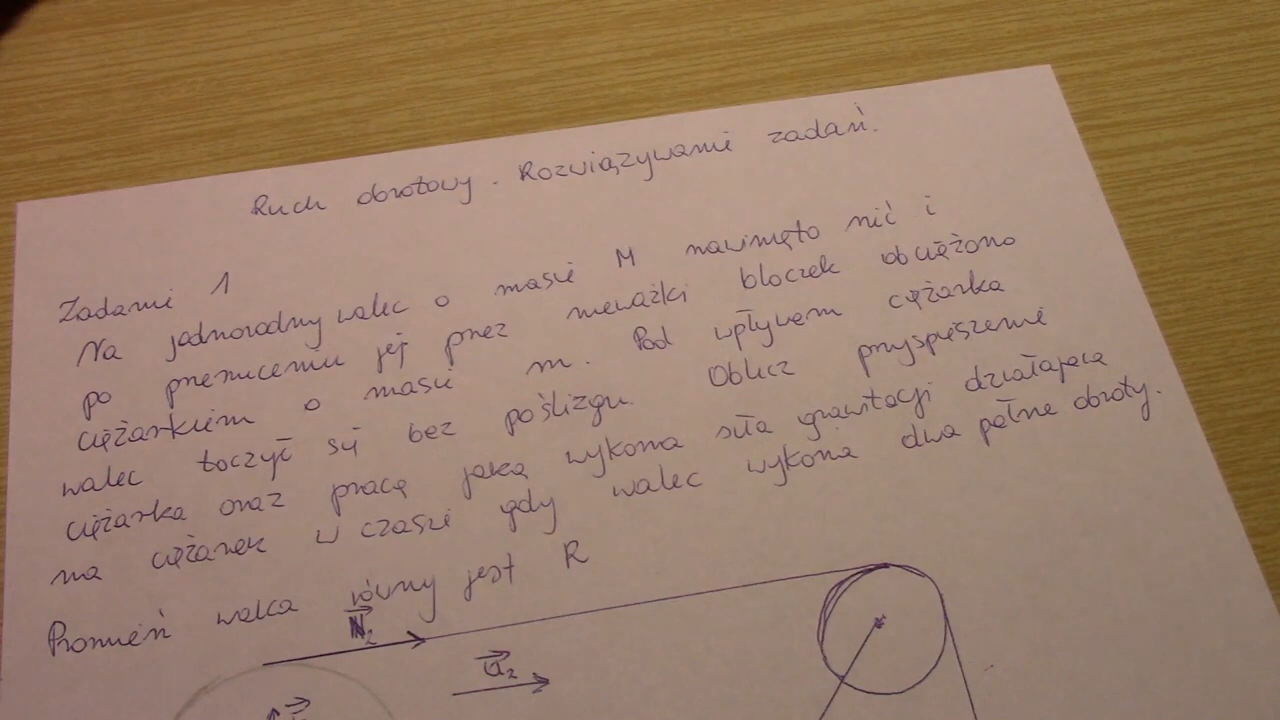 Ruch obrotowy. Rozwiązywanie zadań.
Zadanie 1
Na jednorodny walec o masie M nawinięto nić i
po przerzuceniu jej przez nieważki bloczek obciążono
ciężarkiem o masie m. Pod wpływem ciężarka
walec toczył się bez poślizgu. Oblicz przyspieszenie
ciężarka oraz pracę jaką wykona siła grawitacji działająca
na ciężarek w czasie gdy walec wykona dwa pełne obroty.
Promień walca równy jest R
N₂
a₂